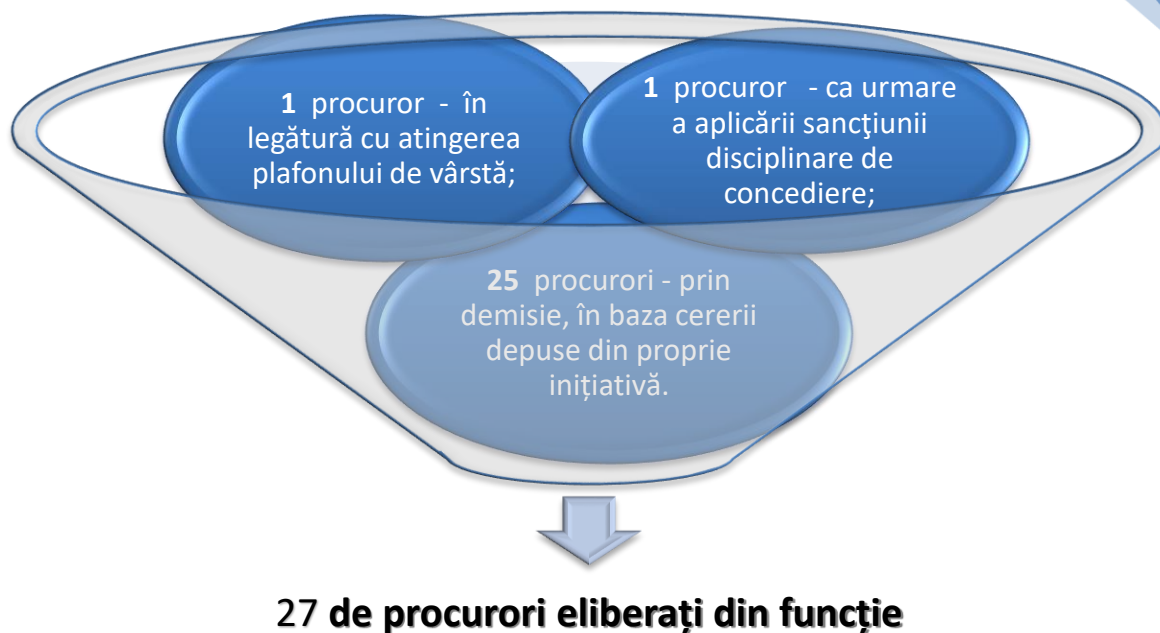 1 procuror - în
legătură cu atingerea
plafonului de vârstă;
1 procuror - ca urmare
a aplicării sancţiunii
disciplinare de
concediere;
25 procurori - prin
demisie, în baza cererii
depuse din proprie
inițiativă.
27 de procurori eliberați din funcție